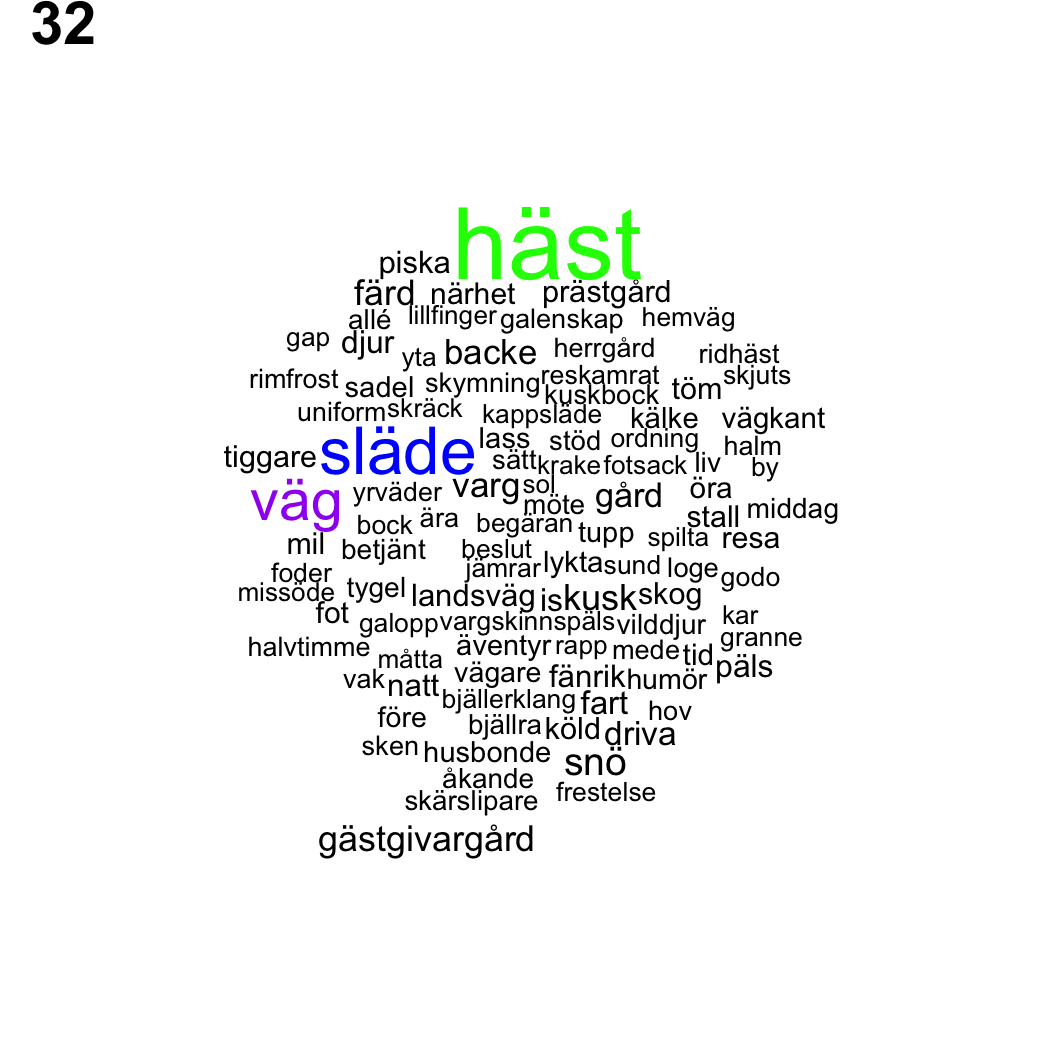 32
häst
piska
färd närhet prästgård
allé lillfinger galenskap hemväg
gap djur yta backe herrgård ridhäst
rimfrost sadel skymning reskamrat kuskbock töm skjuts
uniform skräck kappsläde kälke vägkant
tiggare släde lass stöd ordning halm
sätt krake fotsack liv by
väg yrväder varg sol möte gård öra
bock ära begäran tupp stall middag
mil betjänt beslut spilta resa
foder jämrar lykta sund loge godo
missöde tygel landsväg is kusk skog
fot galopp vargskinnspäls vilddjur kar
halvtimme måtta äventyr rapp mede tid granne
vak natt vägare fänrik humör päls
bjällerklang fart
före bjällra köld driva hov
sken husbonde snö
åkande
skärslipare frestelse
gästgivargård